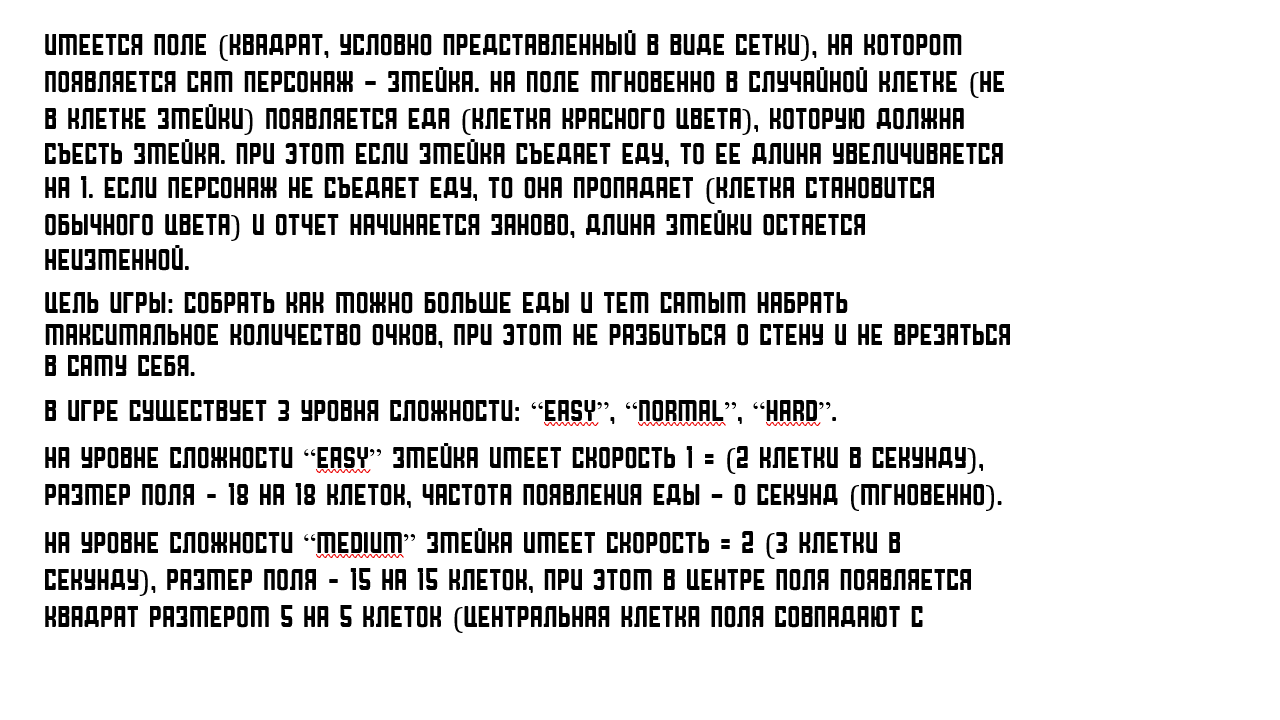 ИМЕЕТСЯ ПОЛЕ (КВАДРАТ, УСЛОВНО ПРЕДСТАВЛЕННЫЙ В ВИДЕ СЕТКИ), НА КОТОРОМ
ПОЯВЛЯЕТСЯ САМ ПЕРСОНАЖ – ЗМЕЙКА. НА ПОЛЕ МГНОВЕННО В СЛУЧАЙНОЙ КЛЕТКЕ (НЕ
В КЛЕТКЕ ЗМЕЙКИ) ПОЯВЛЯЕТСЯ ЕДА (КЛЕТКА КРАСНОГО ЦВЕТА), КОТОРУЮ ДОЛЖНА
СЪЕСТЬ ЗМЕЙКА. ПРИ ЭТОМ ЕСЛИ ЗМЕЙКА СЪЕДАЕТ ЕДУ, ТО ЕЕ ДЛИНА УВЕЛИЧИВАЕТСЯ
НА 1. ЕСЛИ ПЕРСОНАЖ НЕ СЪЕДАЕТ ЕДУ, ТО ОНА ПРОПАДАЕТ (КЛЕТКА СТАНОВИТСЯ
ОБЫЧНОГО ЦВЕТА) И ОТЧЕТ НАЧИНАЕТСЯ ЗАНОВО, ДЛИНА ЗМЕЙКИ ОСТАЕТСЯ
НЕИЗМЕННОЙ.
ЦЕЛЬ ИГРЫ: СОБРАТЬ КАК МОЖНО БОЛЬШЕ ЕДЫ И ТЕМ САМЫМ НАБРАТЬ
МАКСИМАЛЬНОЕ КОЛИЧЕСТВО ОЧКОВ, ПРИ ЭТОМ НЕ РАЗБИТЬСЯ О СТЕНУ И НЕ ВРЕЗАТЬСЯ
В САМУ СЕБЯ.
В ИГРЕ СУЩЕСТВУЕТ 3 УРОВНЯ СЛОЖНОСТИ: “EASY”, “NORMAL”, “HARD”.
НА УРОВНЕ СЛОЖНОСТИ “EASY” ЗМЕЙКА ИМЕЕТ СКОРОСТЬ 1 = (2 КЛЕТКИ В СЕКУНДУ),
РАЗМЕР ПОЛЯ - 18 НА 18 КЛЕТОК, ЧАСТОТА ПОЯВЛЕНИЯ ЕДЫ – 0 СЕКУНД (МГНОВЕННО).
НА УРОВНЕ СЛОЖНОСТИ “MEDIUM” ЗМЕЙКА ИМЕЕТ СКОРОСТЬ = 2 (3 КЛЕТКИ В
СЕКУНДУ), РАЗМЕР ПОЛЯ - 15 НА 15 КЛЕТОК, ПРИ ЭТОМ В ЦЕНТРЕ ПОЛЯ ПОЯВЛЯЕТСЯ
КВАДРАТ РАЗМЕРОМ 5 НА 5 КЛЕТОК (ЦЕНТРАЛЬНАЯ КЛЕТКА ПОЛЯ СОВПАДАЮТ С